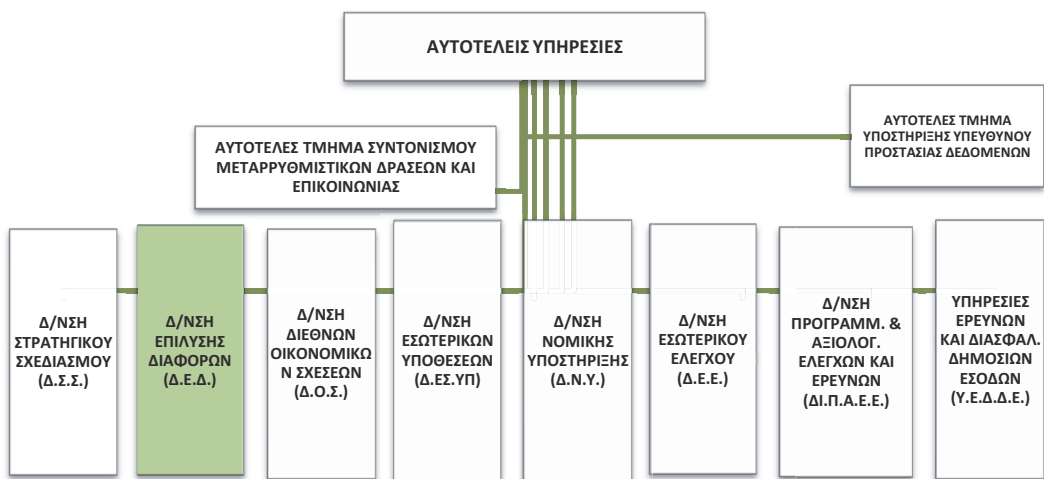 ΑΥΤΟΤΕΛΕΙΣ ΥΠΗΡΕΣΙΕΣ
ΑΥΤΟΤΕΛΕΣ ΤΜΗΜΑ ΣΥΝΤΟΝΙΣΜΟΥ
ΜΕΤΑΡΡΥΘΜΙΣΤΙΚΩΝ ΔΡΑΣΕΩΝ ΚΑΙ
ΕΠΙΚΟΙΝΩΝΙΑΣ
ΑΥΤΟΤΕΛΕΣ ΤΜΗΜΑ
ΥΠΟΣΤΗΡΙΞΗΣ ΥΠΕΥΘΥΝΟΥ
ΠΡΟΣΤΑΣΙΑΣ ΔΕΔΟΜΕΝΩΝ
Δ/ΝΣΗ
ΣΤΡΑΤΗΓΙΚΟΥ
ΣΧΕΔΙΑΣΜΟΥ
(Δ.Σ.Σ.)
Δ/ΝΣΗ
ΕΠΙΛΥΣΗΣ
ΔΙΑΦΟΡΩΝ
(Δ.Ε.Δ.)
Δ/ΝΣΗ
ΔΙΕΘΝΩΝ
ΟΙΚΟΝΟΜΙΚΩ
Ν ΣΧΕΣΕΩΝ
(Δ.Ο.Σ.)
Δ/ΝΣΗ
ΕΣΩΤΕΡΙΚΩΝ
ΥΠΟΘΕΣΕΩΝ
(Δ.ΕΣ.ΥΠ)
Δ/ΝΣΗ
ΝΟΜΙΚΗΣ
ΥΠΟΣΤΗΡΙΞΗΣ
(Δ.Ν.Υ.)
Δ/ΝΣΗ
ΕΣΩΤΕΡΙΚΟΥ
ΕΛΕΓΧΟΥ
(Δ.Ε.Ε.)
Δ/ΝΣΗ
ΠΡΟΓΡΑΜΜ. &
ΑΞΙΟΛΟΓ.
ΕΛΕΓΧΩΝ ΚΑΙ
ΕΡΕΥΝΩΝ
(ΔΙ.Π.Α.Ε.Ε.)
ΥΠΗΡΕΣΙΕΣ
ΕΡΕΥΝΩΝ
ΚΑΙ ΔΙΑΣΦΑΛ.
ΔΗΜΟΣΙΩΝ
ΕΣΟΔΩΝ
(Υ.Ε.Δ.Δ.Ε.)